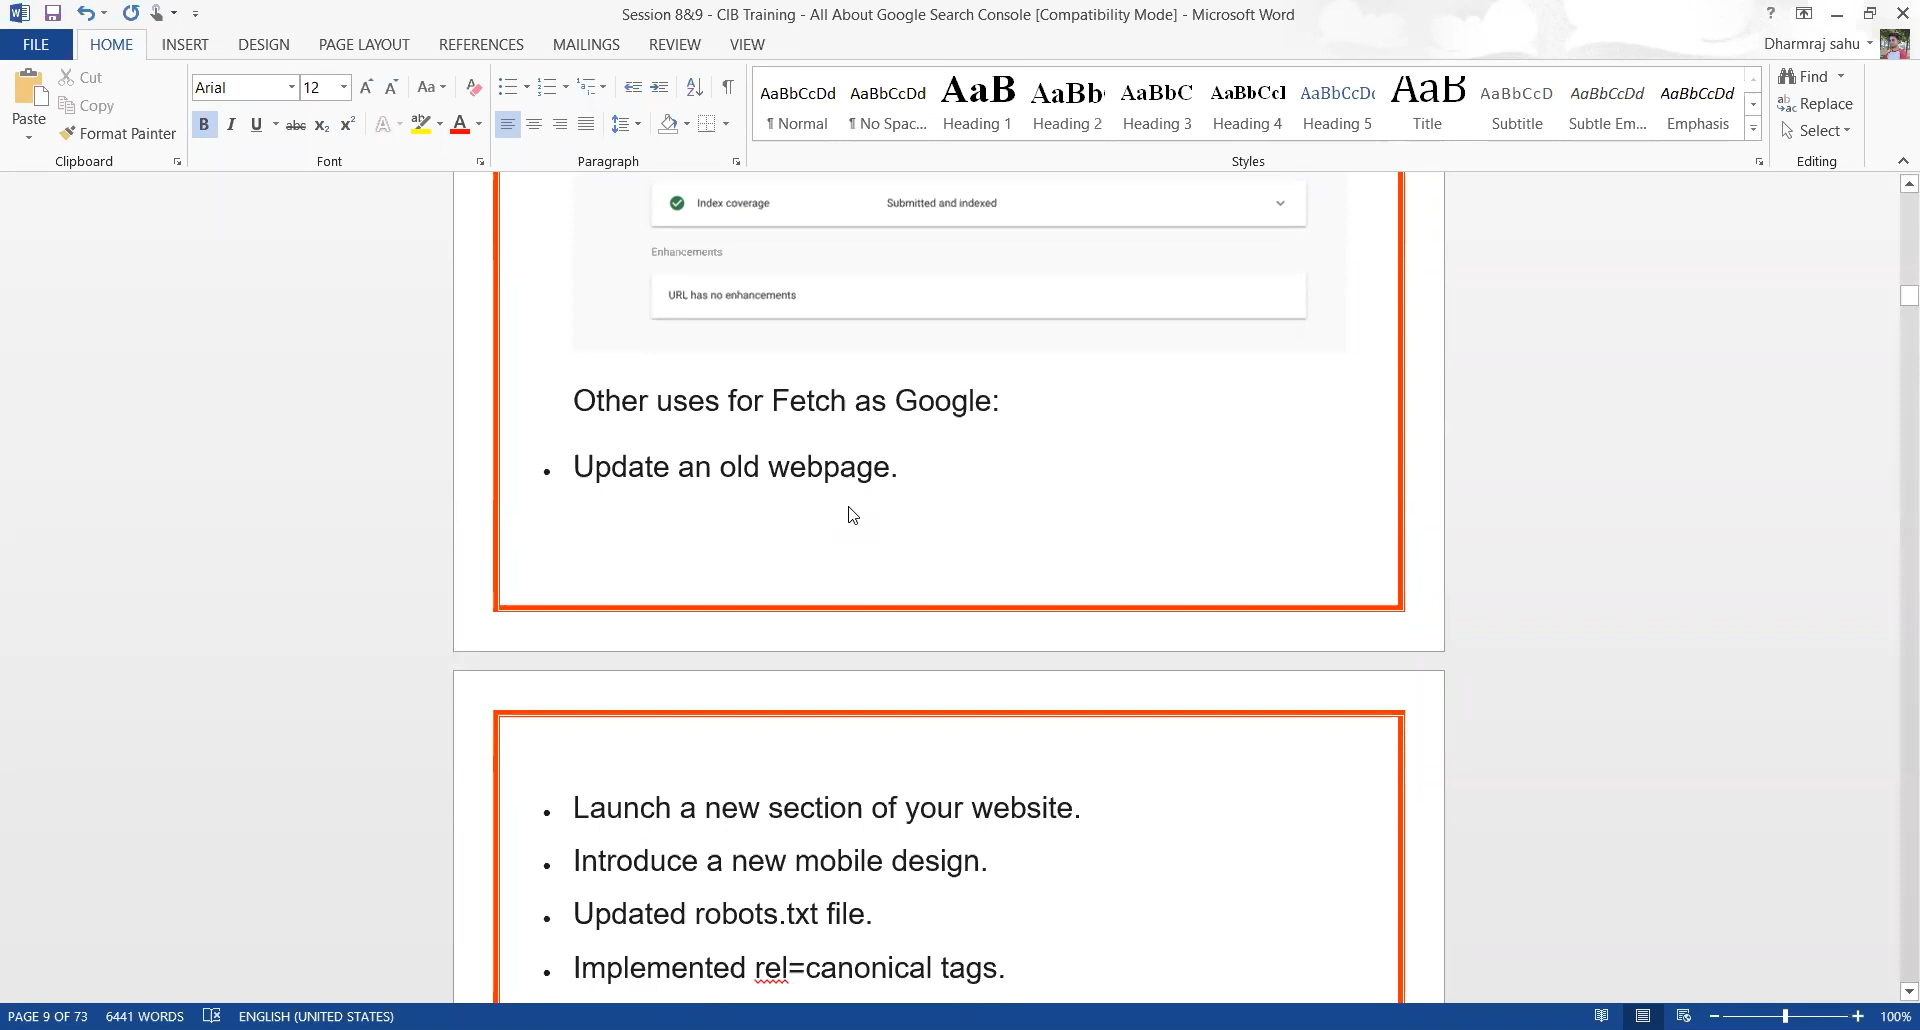 Session 8&9 - CIB Training - All About Google Search Console [Compatibility Mode] - Microsoft Word
?
FILE HOME INSERT DESIGN PAGE LAYOUT REFERENCES MAILINGS REVIEW VIEW
Dharmraj sahu
Paste
Cut
Copy
Format Painter
Clipboard
Arial 12
Aa
B I U abc x₂ x² A A
Font
Paragraph
AaBbCcDd AaBbCcDd AaB AaBb( AaBbC AaBbCcI AaBbCcDc AaB AaBbCcD AaBbCcDd AaBbCcDd
¶ Normal ¶ No Spac... Heading 1 Heading 2 Heading 3 Heading 4 Heading 5 Title Subtitle Subtle Em... Emphasis
Styles
Find
Replace
Select
Editing
Index coverage Submitted and indexed
Enhancements
URL has no enhancements
Other uses for Fetch as Google:
• Update an old webpage.
• Launch a new section of your website.
• Introduce a new mobile design.
• Updated robots.txt file.
• Implemented rel=canonical tags.
PAGE 9 OF 73 6441 WORDS ENGLISH (UNITED STATES) 100%